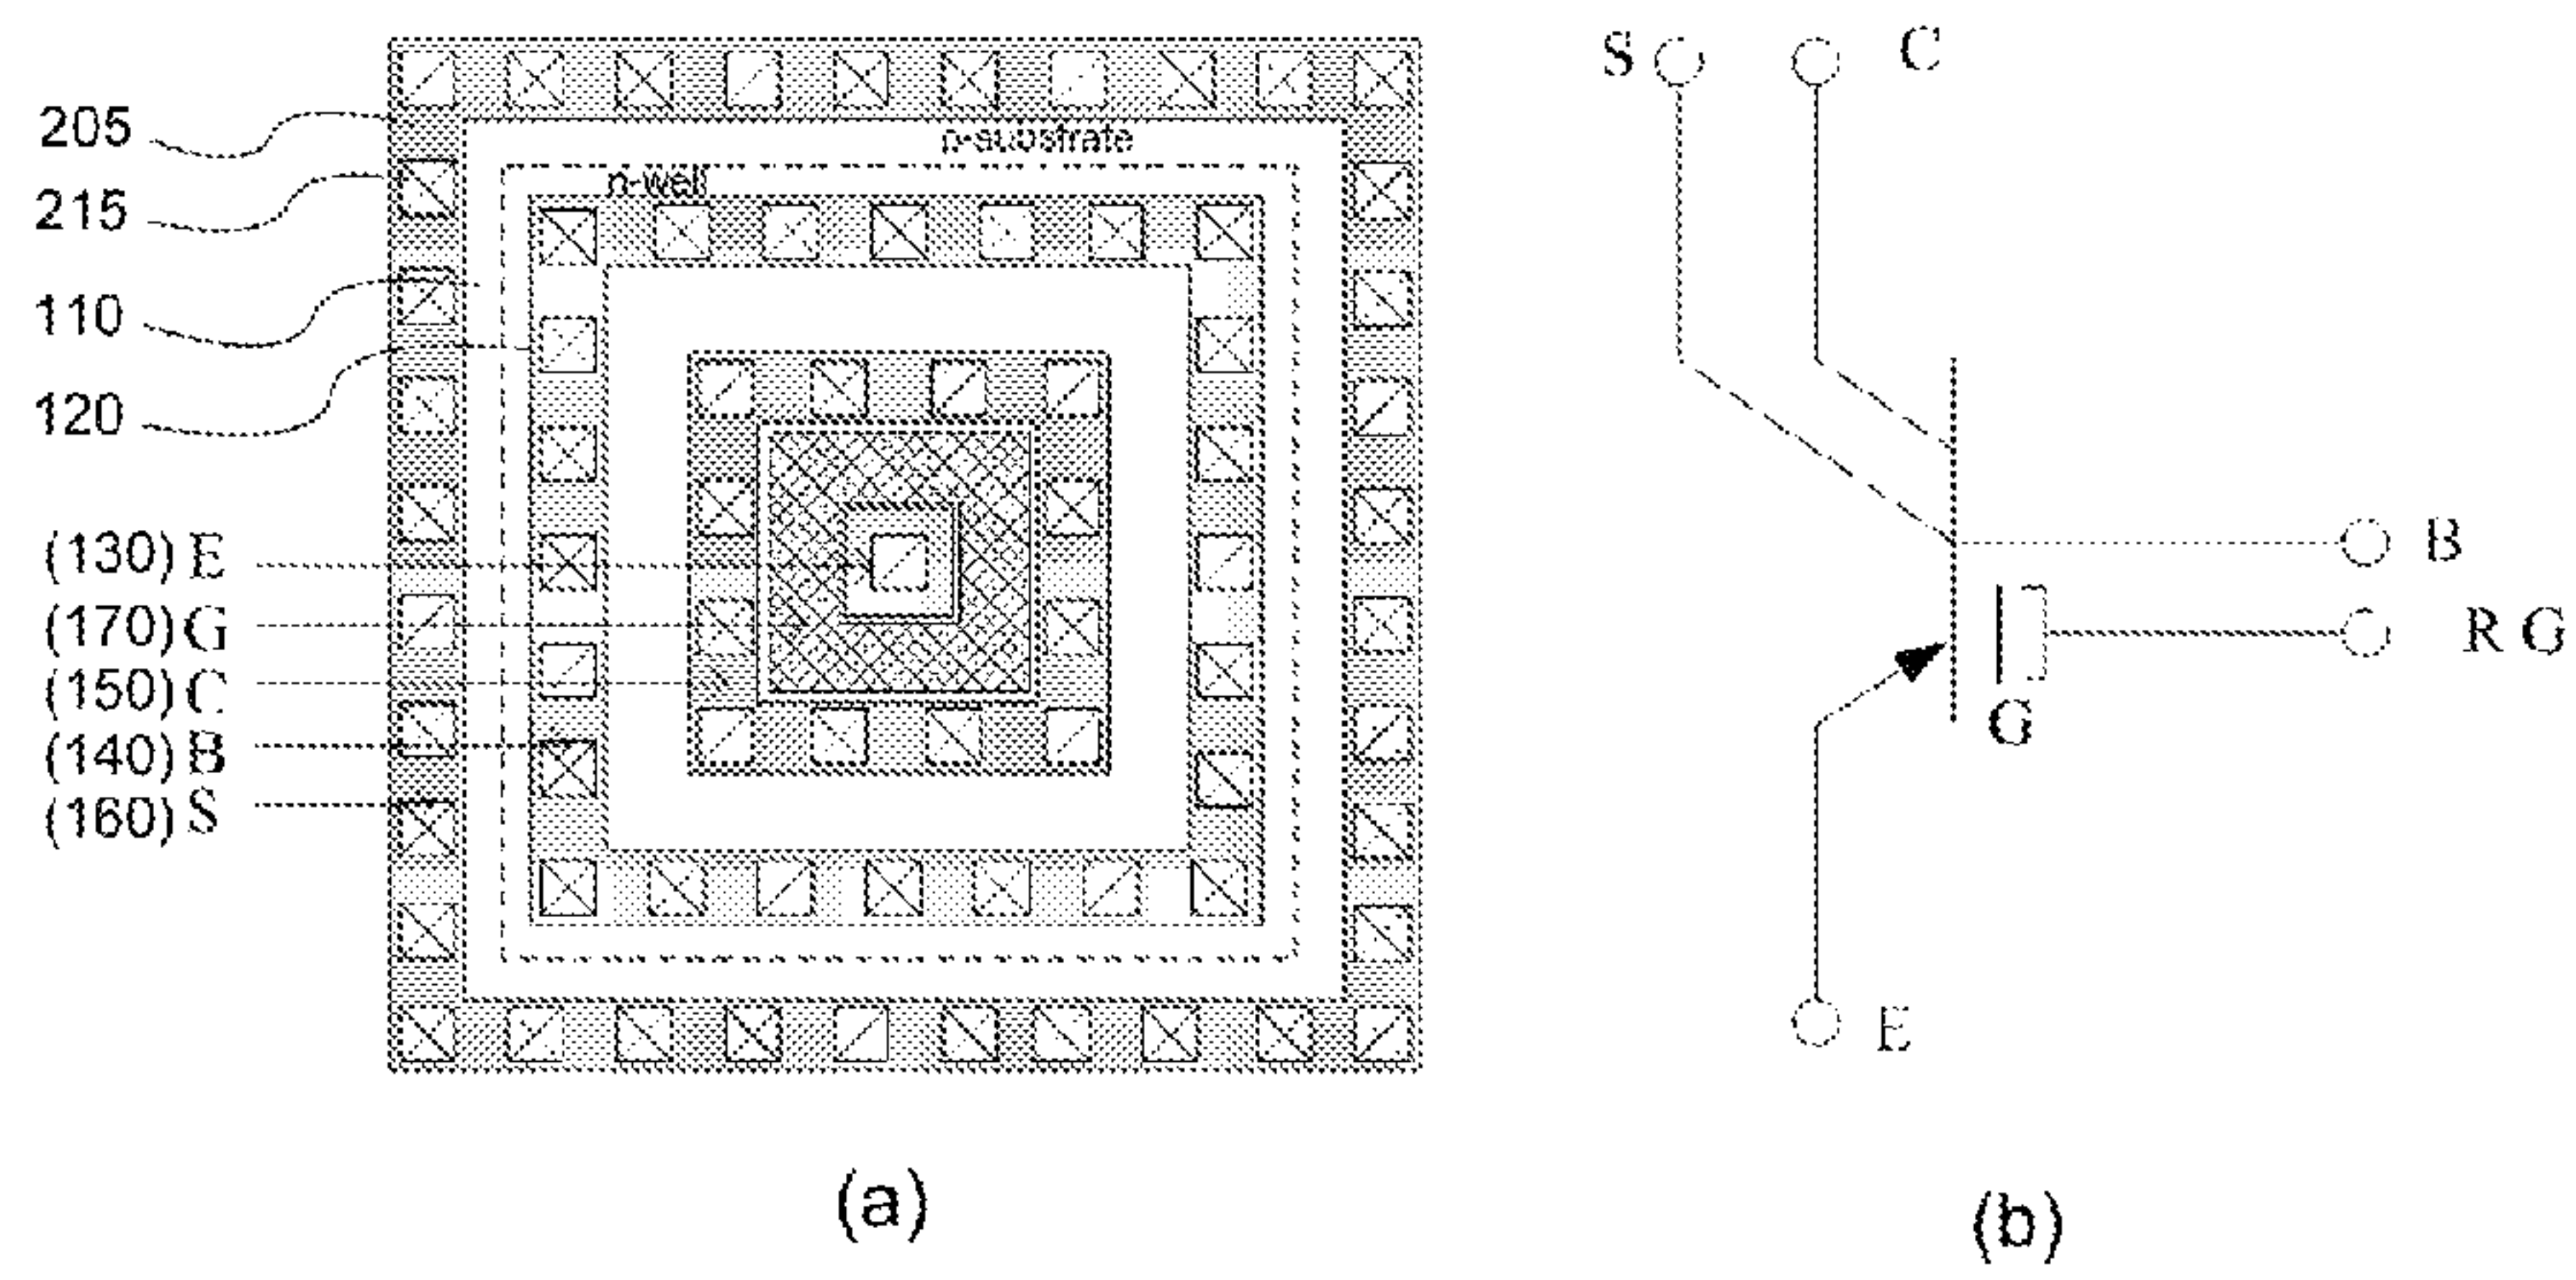 205
215
110
120
(130) E
(170) G
(150) C
(140) B
(160) S
p-substrate
n-well
(a)
S
C
B
R G
G
E
(b)